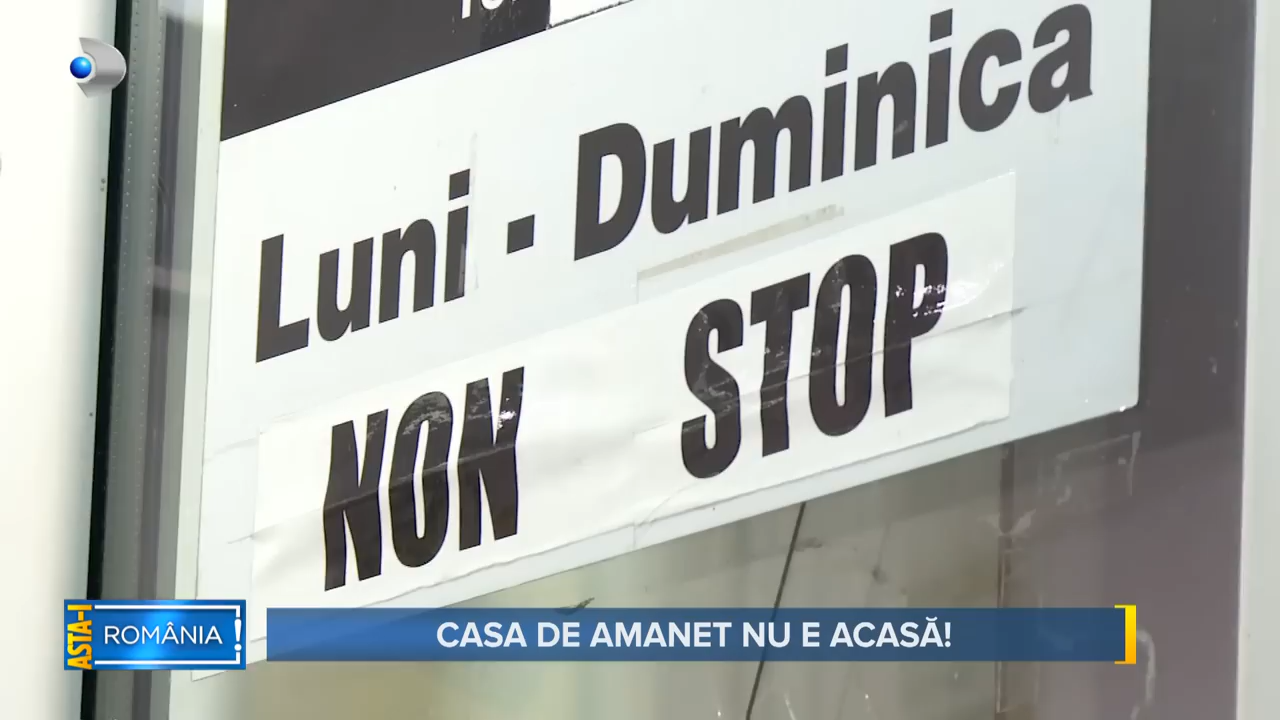 Luni - Duminica
NON STOP
ASTA-I
ROMÂNIA!
CASA DE AMANET NU E ACASĂ!